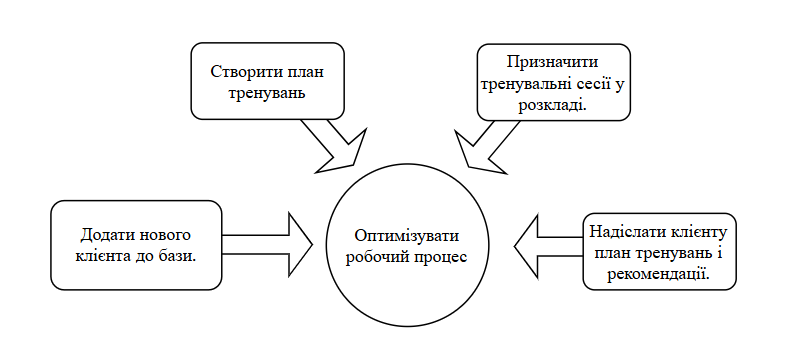 Створити план
тренувань
Призначити
тренувальні сесії у
розкладі.
Додати нового
клієнта до бази.
Оптимізувати
робочий процес
Надіслати клієнту
план тренувань і
рекомендації.